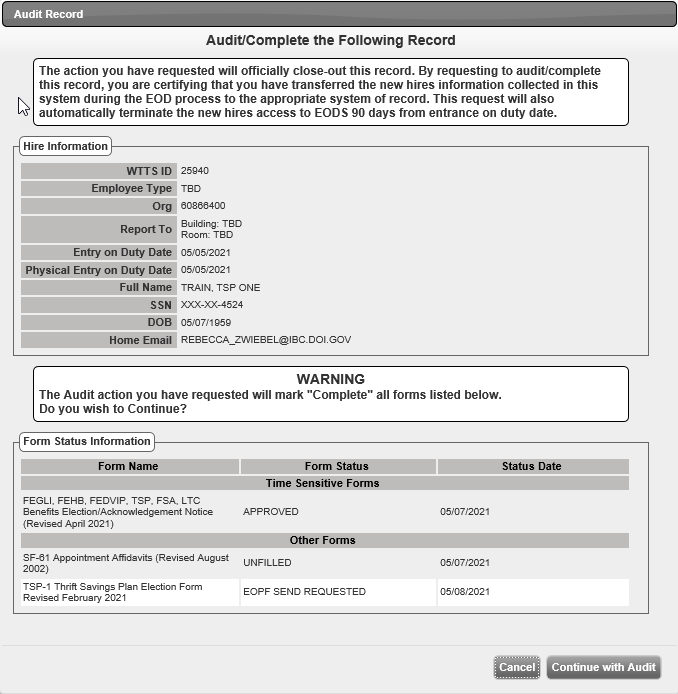 Audit Record
Audit/Complete the Following Record
The action you have requested will officially close-out this record. By requesting to audit/complete
this record, you are certifying that you have transferred the new hires information collected in this
system during the EOD process to the appropriate system of record. This request will also
automatically terminate the new hires access to EODS 90 days from entrance on duty date.
Hire Information
WTTS ID 25940
Employee Type TBD
Org 60866400
Report To Building: TBD
Room: TBD
Entry on Duty Date 05/05/2021
Physical Entry on Duty Date 05/05/2021
Full Name TRAIN, TSP ONE
SSN XXX-XX-4524
DOB 05/07/1959
Home Email REBECCA_ZWIEBEL@IBC.DOI.GOV
WARNING
The Audit action you have requested will mark "Complete" all forms listed below.
Do you wish to Continue?
Form Status Information
Form Name Form Status Status Date
Time Sensitive Forms
FEGLI, FEHB, FEDVIP, TSP, FSA, LTC
Benefits Election/Acknowledgement Notice
(Revised April 2021)
APPROVED 05/07/2021
Other Forms
SF-61 Appointment Affidavits (Revised August
2002)
UNFILLED 05/07/2021
TSP-1 Thrift Savings Plan Election Form
Revised February 2021
EOPF SEND REQUESTED 05/08/2021
Cancel Continue with Audit